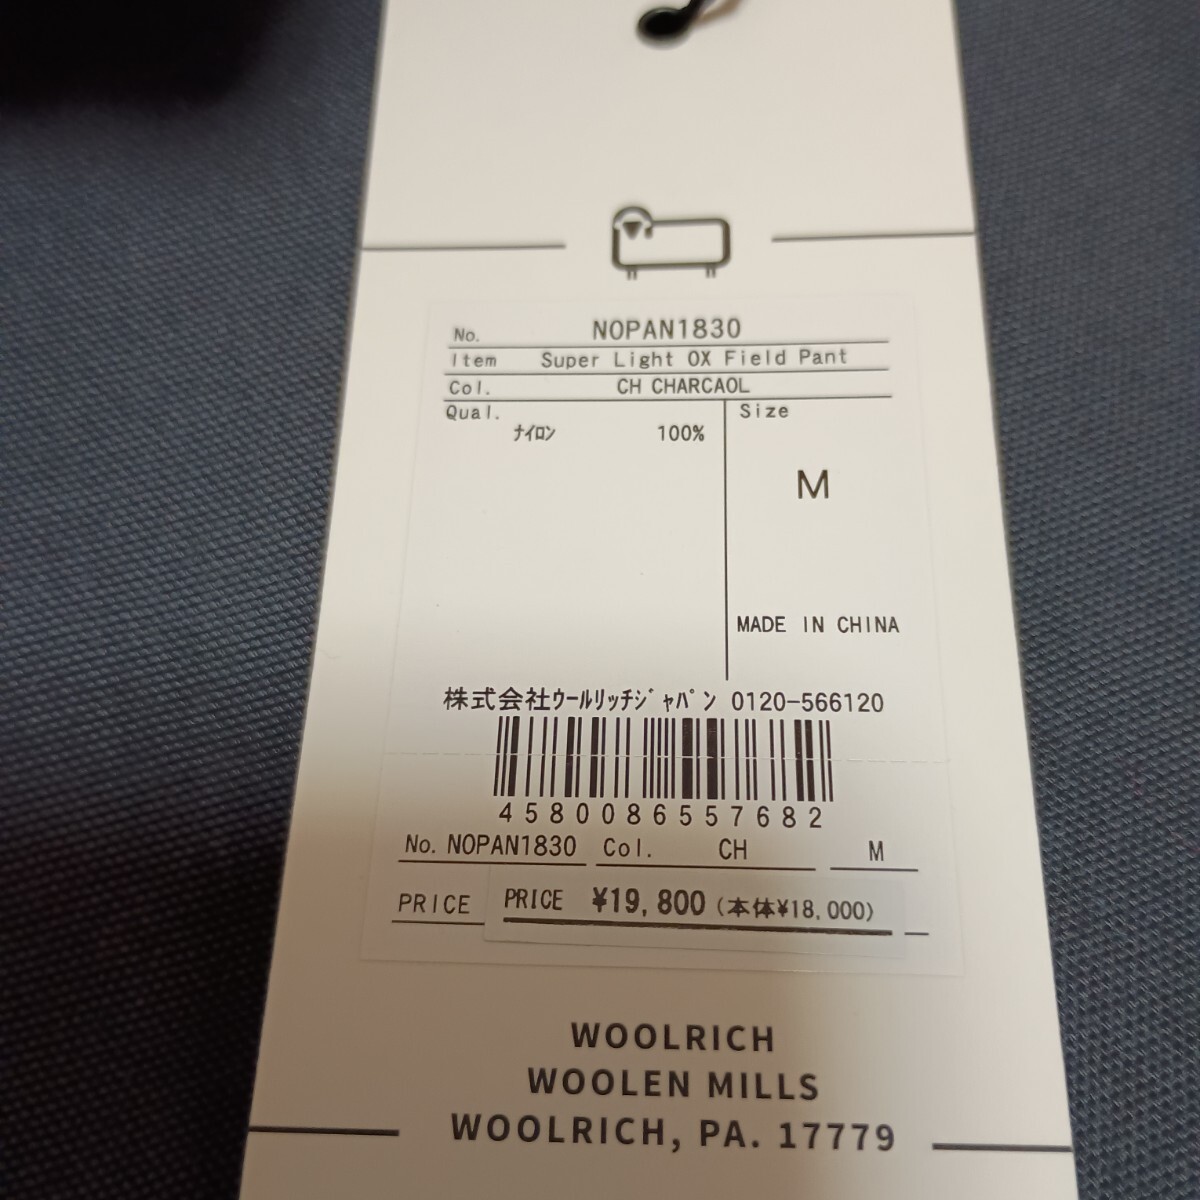 No. NOPAN1830
Item Super Light OX Field Pant
Col. CH CHARCAOL
Qual. Size
ﾅｲﾛﾝ 100%
M
MADE IN CHINA
株式会社ｳｰﾙﾘｯﾁｼﾞｬﾊﾟﾝ 0120-566120
4580086557682
No. NOPAN1830 Col. CH M
PRICE PRICE ¥19,800 (本体¥18,000)
WOOLRICH
WOOLEN MILLS
WOOLRICH, PA. 17779